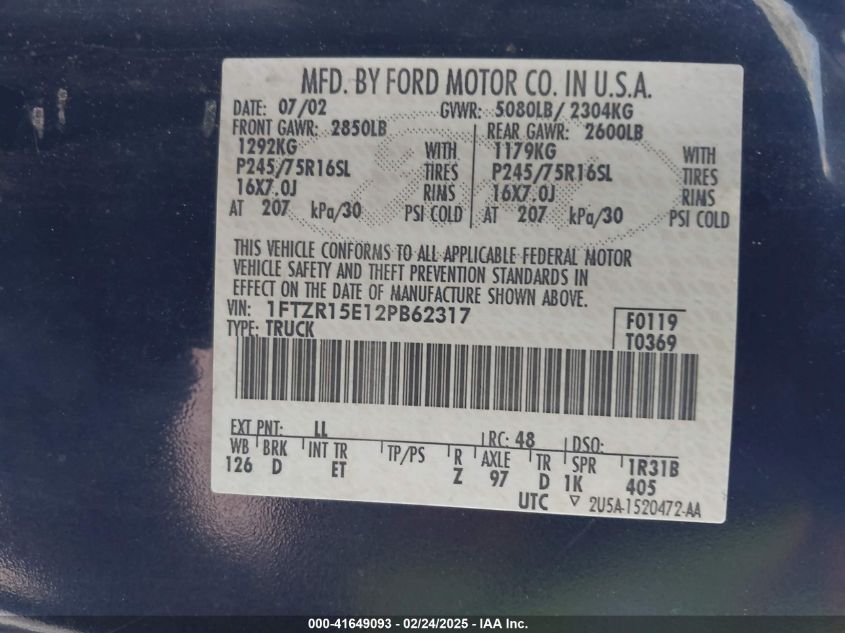 MFD. BY FORD MOTOR CO. IN U.S.A.
DATE: 07/02 GVWR: 5080LB/ 2304KG
FRONT GAWR: 2850LB REAR GAWR: 2600LB
1292KG WITH 1179KG WITH
P245/75R16SL TIRES P245/75R16SL TIRES
16X7.0J RIMS 16X7.0J RIMS
AT 207 kPa/30 PSI COLD AT 207 kPa/30 PSI COLD
THIS VEHICLE CONFORMS TO ALL APPLICABLE FEDERAL MOTOR
VEHICLE SAFETY AND THEFT PREVENTION STANDARDS IN
EFFECT ON THE DATE OF MANUFACTURE SHOWN ABOVE.
VIN: 1FTZR15E12PB62317 F0119
TYPE: TRUCK T0369
EXT PNT: LL RC: 48 DSO:
WB BRK INT TR TP/PS R AXLE TR SPR 1R31B
126 D ET Z 97 D 1K 405
UTC ▽ 2U5A-1520472-AA
000-41649093 - 02/24/2025 - IAA Inc.